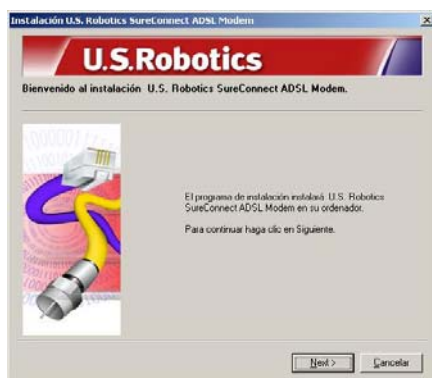 Instalación U.S. Robotics SureConnect ADSL Modem
U.S.Robotics
Bienvenido al instalación U.S. Robotics SureConnect ADSL Modem.
El programa de instalación instalará U.S. Robotics
SureConnect ADSL Modem en su ordenador.
Para continuar haga clic en Siguiente.
Next >
Cancelar